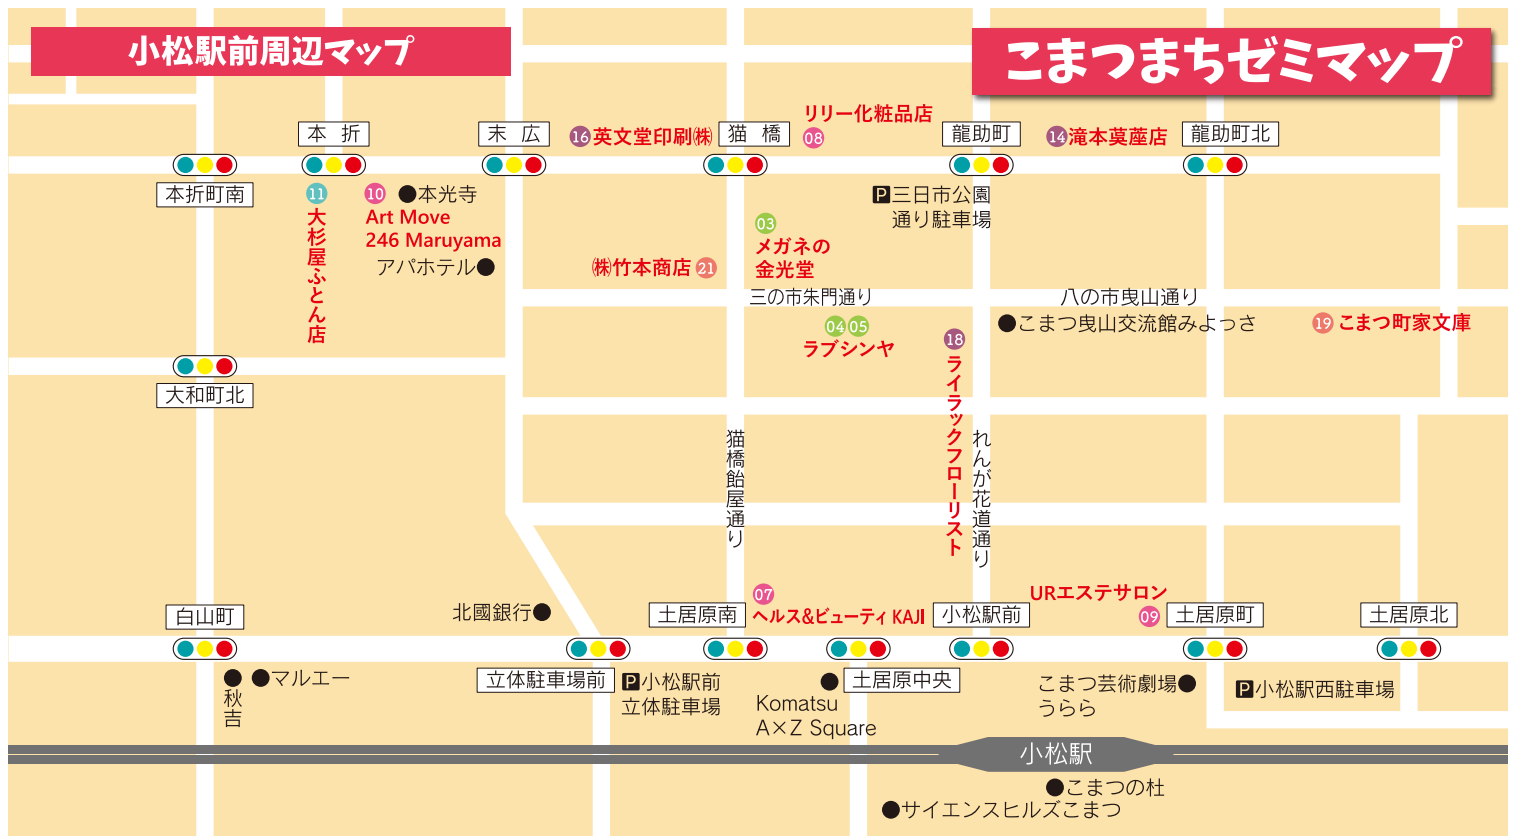 小松駅前周辺マップ
こまつまちゼミマップ
リリー化粧品店
08
本 折
末 広
16 英文堂印刷㈱
猫 橋
龍助町
14 滝本茣蓙店
龍助町北
本折町南
11
大杉屋ふとん店
10
Art Move
246 Maruyama
本光寺
アパホテル
P三日市公園
通り駐車場
03
メガネの
金光堂
㈱竹本商店 21
三の市朱門通り
八の市曳山通り
04 05
ラブシンヤ
18
ライラックフローリスト
こまつ曳山交流館みよっさ
19 こまつ町家文庫
大和町北
猫橋飴屋通り
れんが花道通り
白山町
北國銀行
土居原南
07
ヘルス&ビューティ KAJI
小松駅前
URエステサロン
09
土居原町
土居原北
秋吉
マルエー
立体駐車場前
P小松駅前
立体駐車場
Komatsu
A×Z Square
土居原中央
こまつ芸術劇場
うらら
P小松駅西駐車場
小松駅
こまつの杜
サイエンスヒルズこまつ